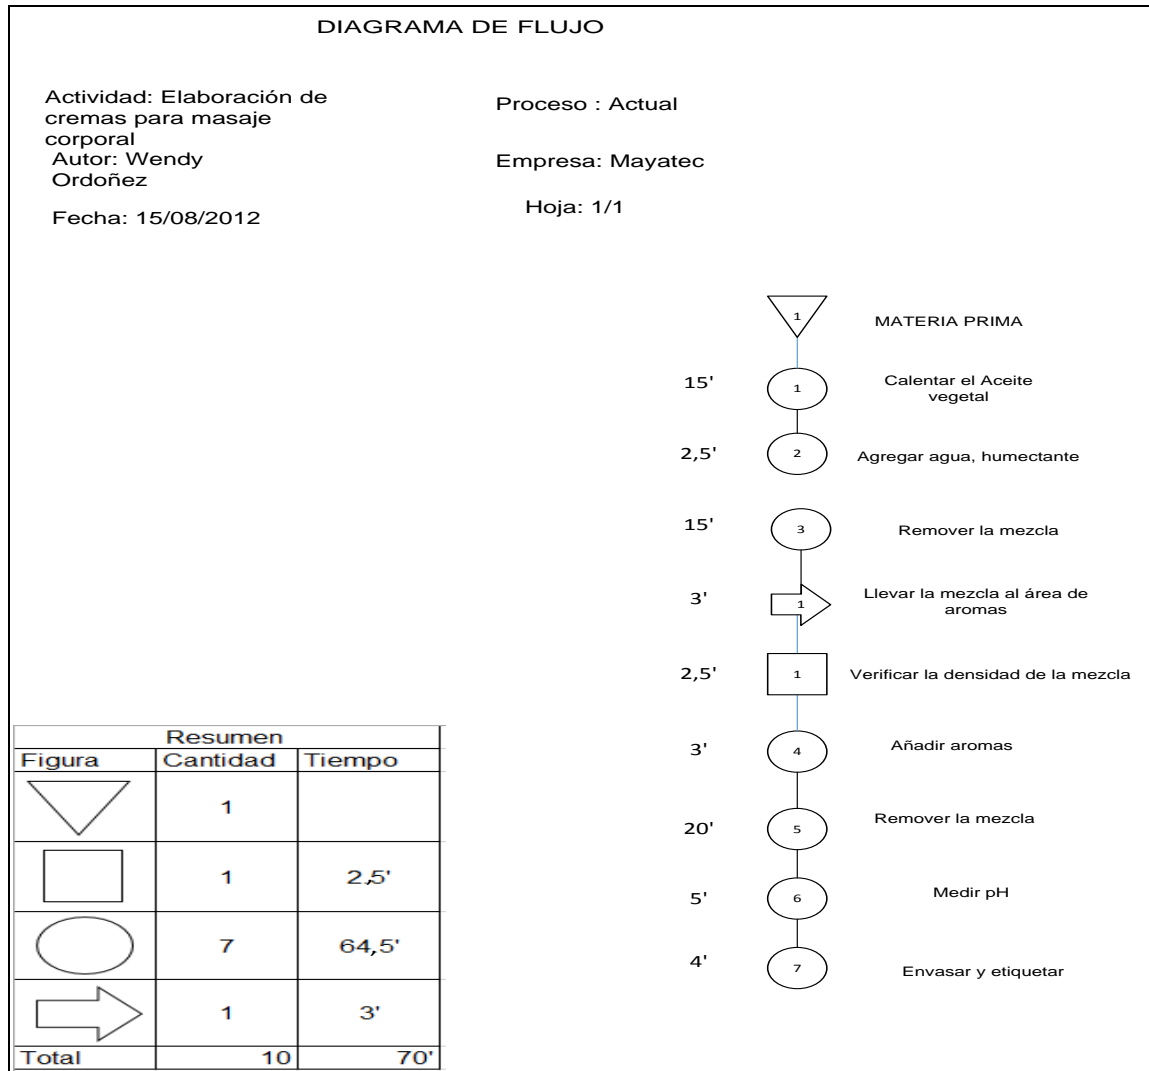 DIAGRAMA DE FLUJO
Actividad: Elaboración de
cremas para masaje
corporal
Autor: Wendy
Ordoñez
Fecha: 15/08/2012
Proceso : Actual
Empresa: Mayatec
Hoja: 1/1
1 MATERIA PRIMA
15' 1 Calentar el Aceite
vegetal
2,5' 2 Agregar agua, humectante
15' 3 Remover la mezcla
3' 1 Llevar la mezcla al área de
aromas
2,5' 1 Verificar la densidad de la mezcla
3' 4 Añadir aromas
20' 5 Remover la mezcla
5' 6 Medir pH
4' 7 Envasar y etiquetar
Resumen
Figura Cantidad Tiempo
1
1 2,5'
7 64,5'
1 3'
Total 10 70'